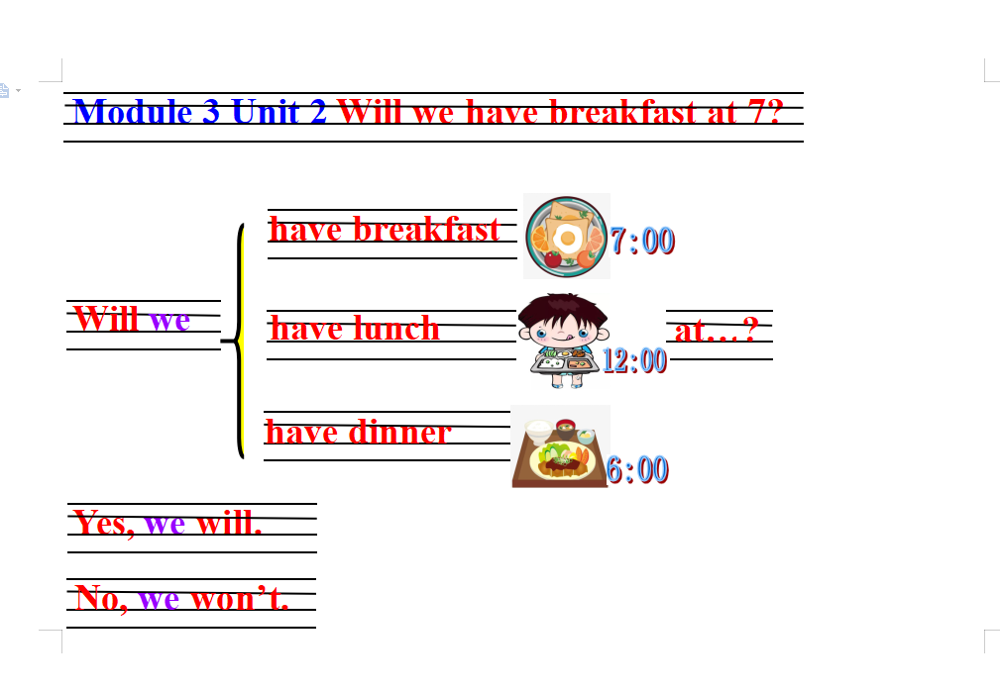 Module 3 Unit 2 Will we have breakfast at 7?
have breakfast 7:00
Will we
have lunch 12:00 at…?
have dinner 6:00
Yes, we will.
No, we won’t.